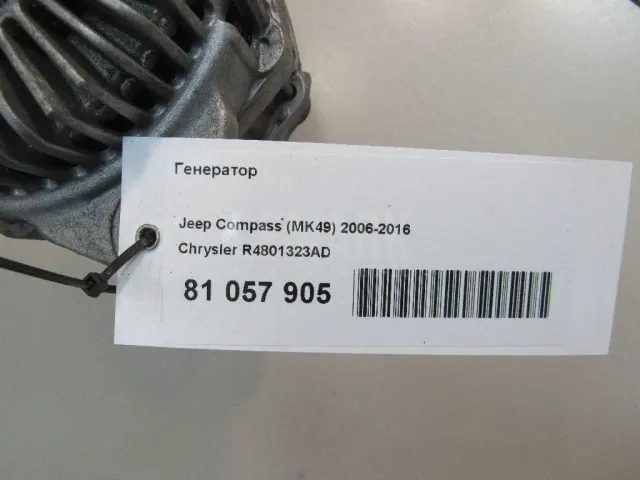 Генератор
Jeep Compass (MK49) 2006-2016
Chrysler R4801323AD
81 057 905